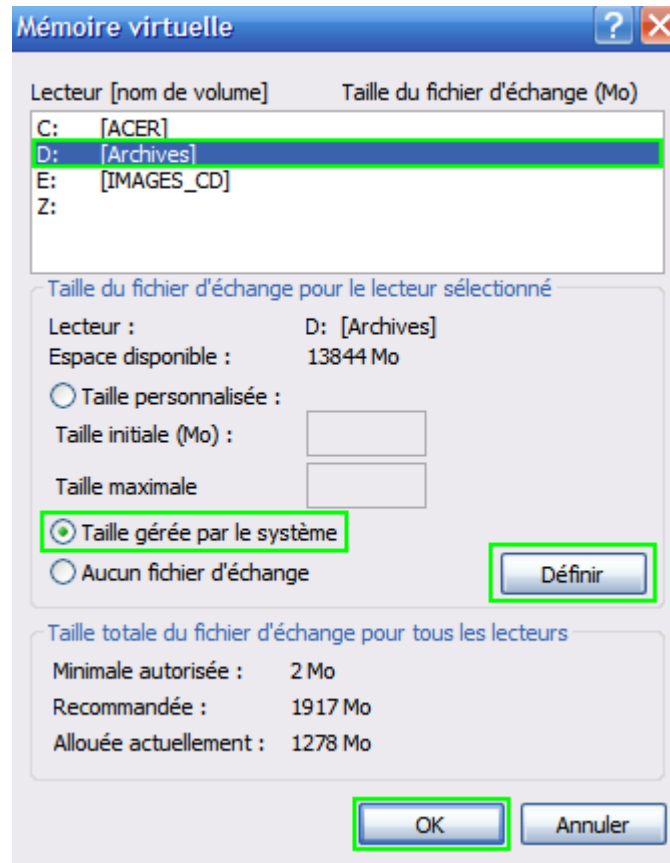 Mémoire virtuelle
Lecteur [nom de volume] Taille du fichier d'échange (Mo)
C: [ACER]
D: [Archives]
E: [IMAGES_CD]
Z:
Taille du fichier d'échange pour le lecteur sélectionné
Lecteur : D: [Archives]
Espace disponible : 13844 Mo
Taille personnalisée :
Taille initiale (Mo) :
Taille maximale
Taille gérée par le système
Aucun fichier d'échange Définir
Taille totale du fichier d'échange pour tous les lecteurs
Minimale autorisée : 2 Mo
Recommandée : 1917 Mo
Allouée actuellement : 1278 Mo
OK Annuler